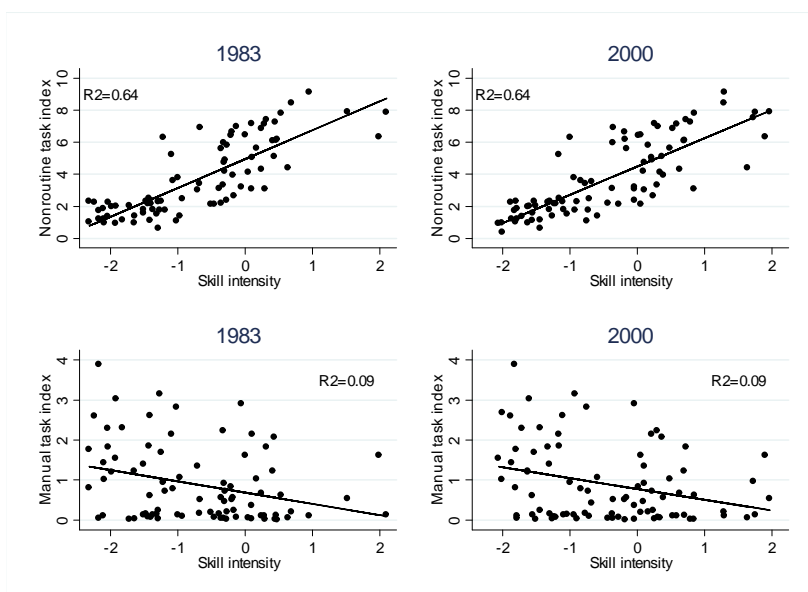 1983
Nonroutine task index
0 2 4 6 8 10
R2=0.64
-2 -1 0 1 2
Skill intensity
2000
Nonroutine task index
0 2 4 6 8 10
R2=0.64
-2 -1 0 1 2
Skill intensity
1983
Manual task index
0 1 2 3 4
R2=0.09
-2 -1 0 1 2
Skill intensity
2000
Manual task index
0 1 2 3 4
R2=0.09
-2 -1 0 1 2
Skill intensity